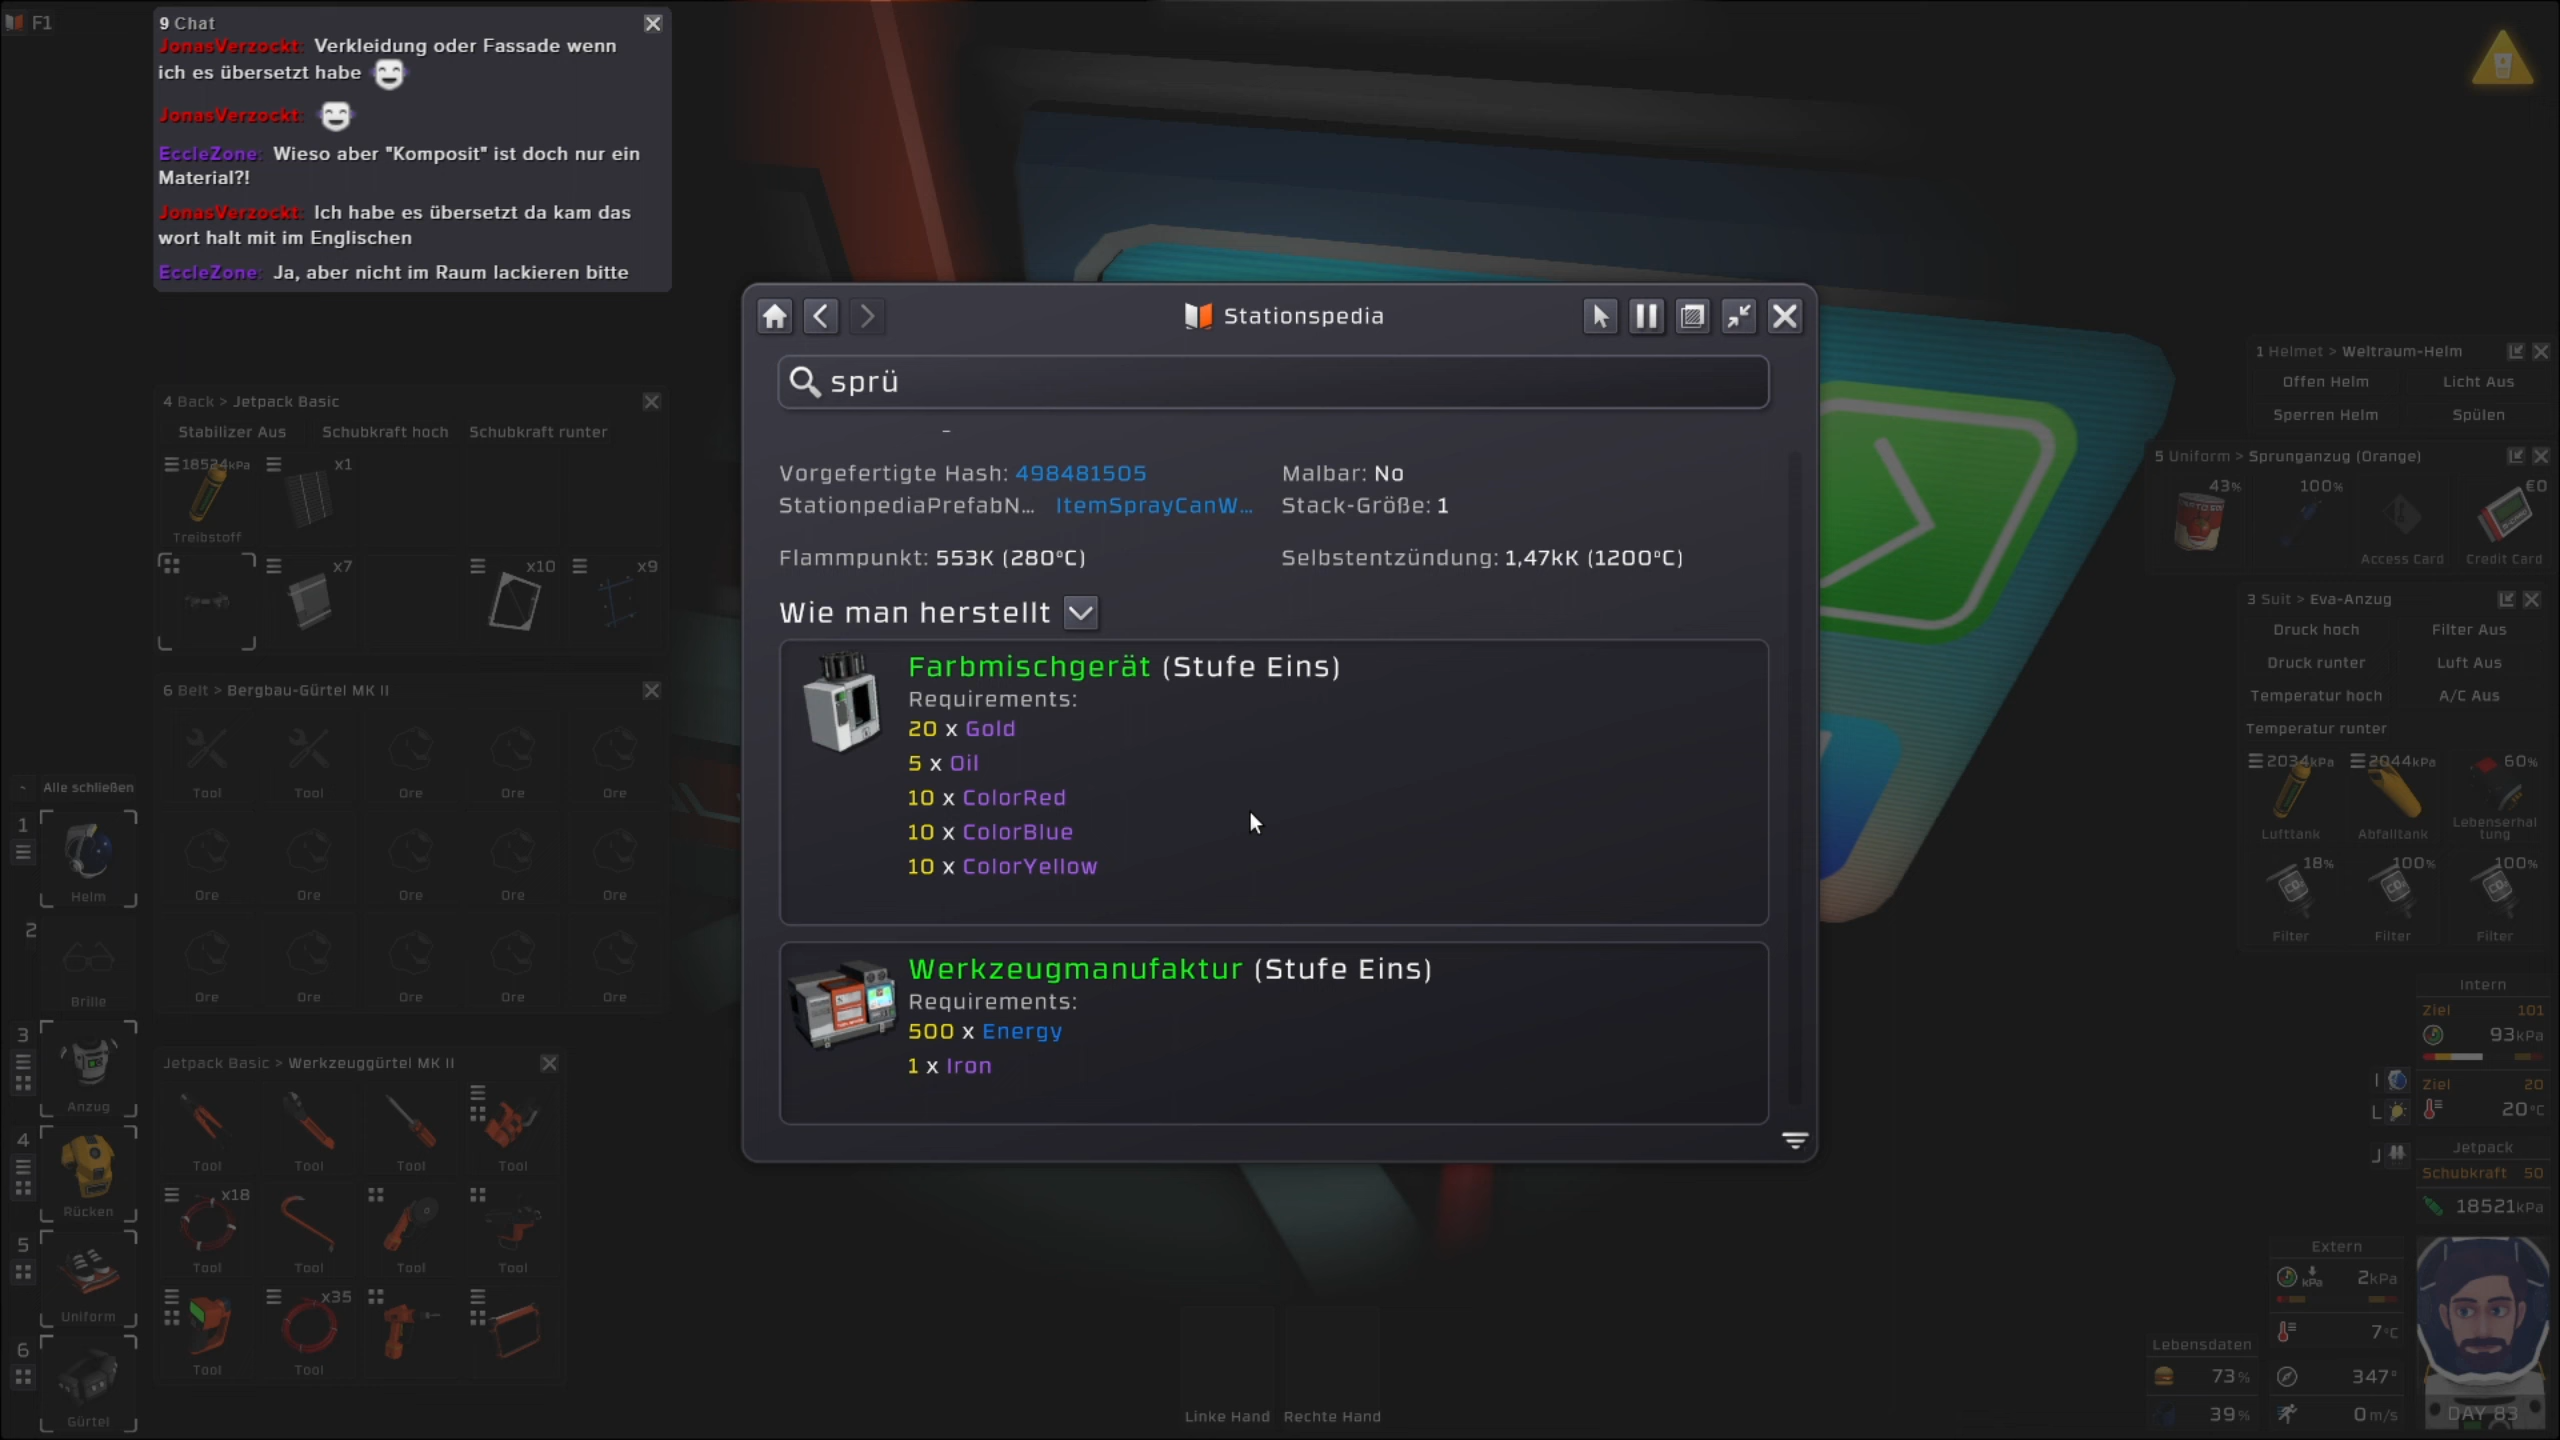 F1
9 Chat
JonasVerzockt: Verkleidung oder Fassade wenn
ich es übersetzt habe
JonasVerzockt:
EccleZone: Wieso aber "Komposit" ist doch nur ein
Material?!
JonasVerzockt: Ich habe es übersetzt da kam das
wort halt mit im Englischen
EccleZone: Ja, aber nicht im Raum lackieren bitte
4 Back > Jetpack Basic
Stabilizer Aus Schubkraft hoch Schubkraft runter
18524kPa x1
Treibstoff
x7 x10 x9
6 Belt > Bergbau-Gürtel MK II
Tool Tool Ore Ore Ore
Ore Ore Ore Ore Ore
Ore Ore Ore Ore Ore
Jetpack Basic > Werkzeuggürtel MK II
Tool Tool Tool Tool
x18
Tool Tool Tool Tool
x35
Tool Tool Tool Tool
~ Alle schließen
1
Helm
2
Brille
3
Anzug
4
Rücken
5
Uniform
6
Gürtel
Stationspedia
sprü
Vorgefertigte Hash: 498481505 Malbar: No
StationpediaPrefabN... ItemSprayCanW... Stack-Größe: 1
Flammpunkt: 553K (280°C) Selbstentzündung: 1,47kK (1200°C)
Wie man herstellt
Farbmischgerät (Stufe Eins)
Requirements:
20 x Gold
5 x Oil
10 x ColorRed
10 x ColorBlue
10 x ColorYellow
Werkzeugmanufaktur (Stufe Eins)
Requirements:
500 x Energy
1 x Iron
Linke Hand Rechte Hand
1 Helmet > Weltraum-Helm
Offen Helm Licht Aus
Sperren Helm Spülen
5 Uniform > Sprunganzug (Orange)
43% 100% €0
Access Card Credit Card
3 Suit > Eva-Anzug
Druck hoch Filter Aus
Druck runter Luft Aus
Temperatur hoch A/C Aus
Temperatur runter
2034kPa 2044kPa 60%
Lufttank Abfalltank Lebenserhal
tung
18% 100% 100%
Filter Filter Filter
Intern
Ziel 101
93kPa
I
Ziel 20
L 20°C
J Jetpack
Schubkraft 50
18521kPa
Extern
kPa 2kPa
7°C
Lebensdaten
73% 347°
39% 0m/s
DAY 83